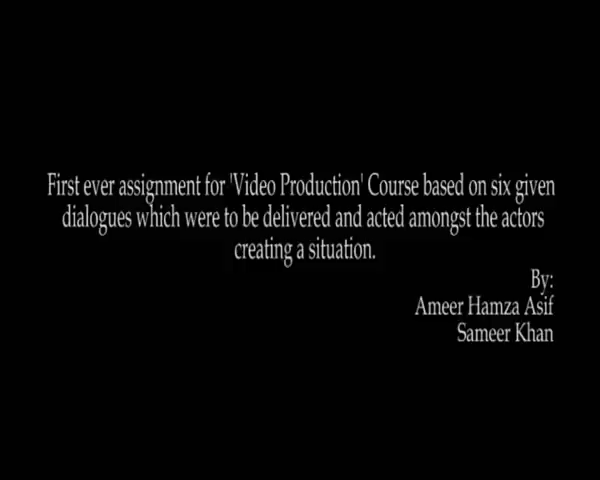 First ever assignment for 'Video Production' Course based on six given
dialogues which were to be delivered and acted amongst the actors
creating a situation.
By:
Ameer Hamza Asif
Sameer Khan